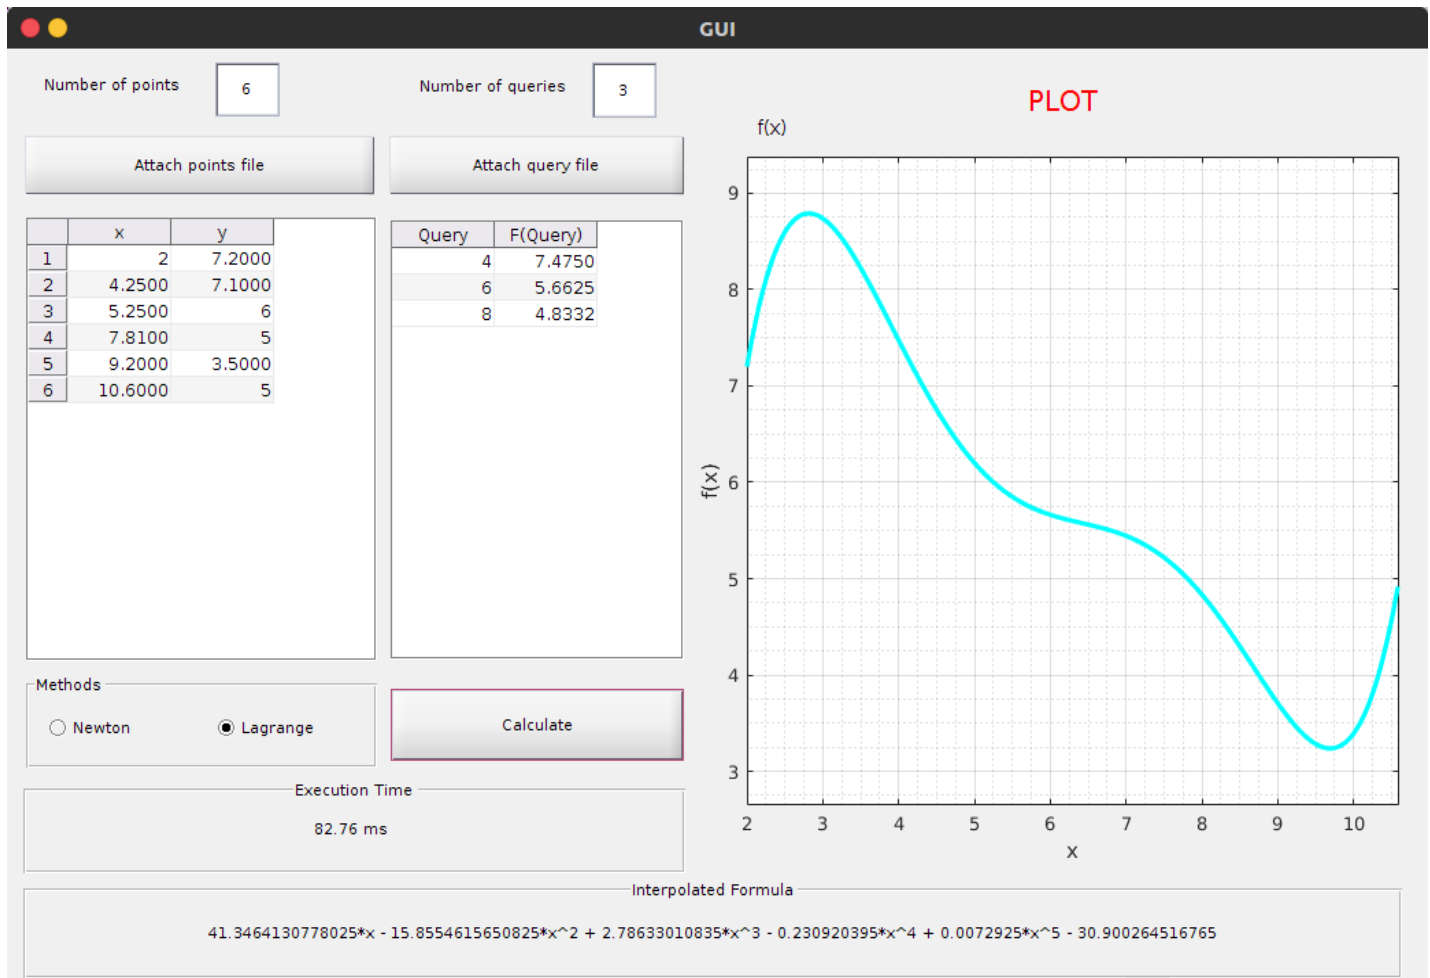 GUI
Number of points 6 Number of queries 3
PLOT
f(x)
Attach points file Attach query file
x y
1 2 7.2000
2 4.2500 7.1000
3 5.2500 6
4 7.8100 5
5 9.2000 3.5000
6 10.6000 5
Query F(Query)
4 7.4750
6 5.6625
8 4.8332
9
8
7
6
5
4
3
f(x)
2 3 4 5 6 7 8 9 10
x
Methods
Newton Lagrange
Calculate
Execution Time
82.76 ms
Interpolated Formula
41.3464130778025*x - 15.8554615650825*x^2 + 2.78633010835*x^3 - 0.230920395*x^4 + 0.0072925*x^5 - 30.900264516765